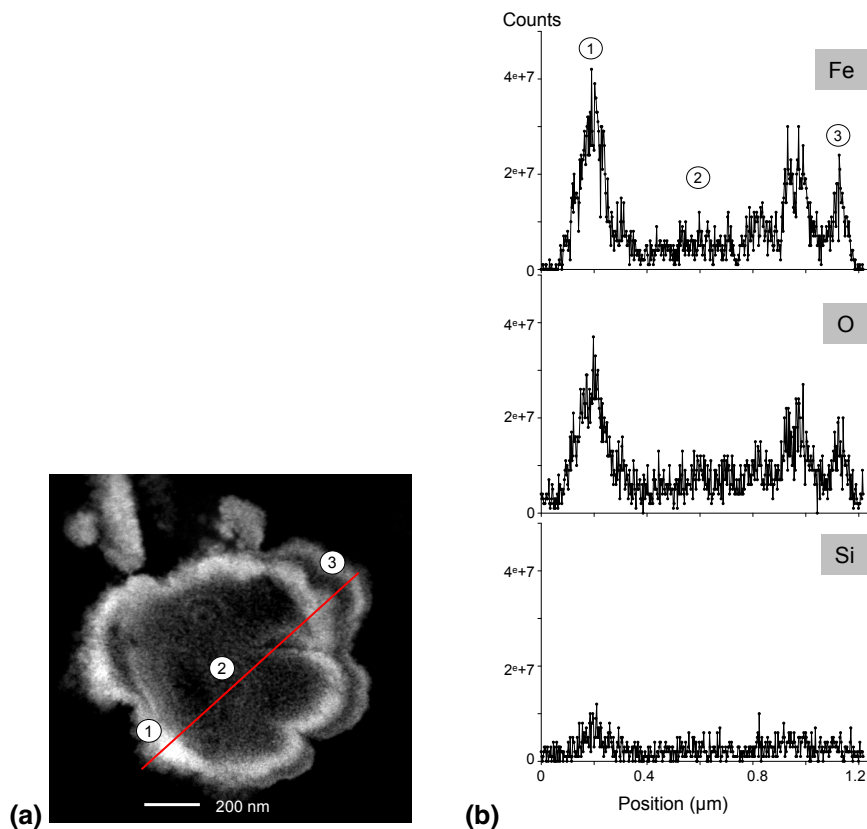 3
2
1
200 nm
(a)
Counts
1
Fe
4e+7
3
2
2e+7
0
O
4e+7
2e+7
0
Si
4e+7
2e+7
0
0 0.4 0.8 1.2
Position (µm)
(b)